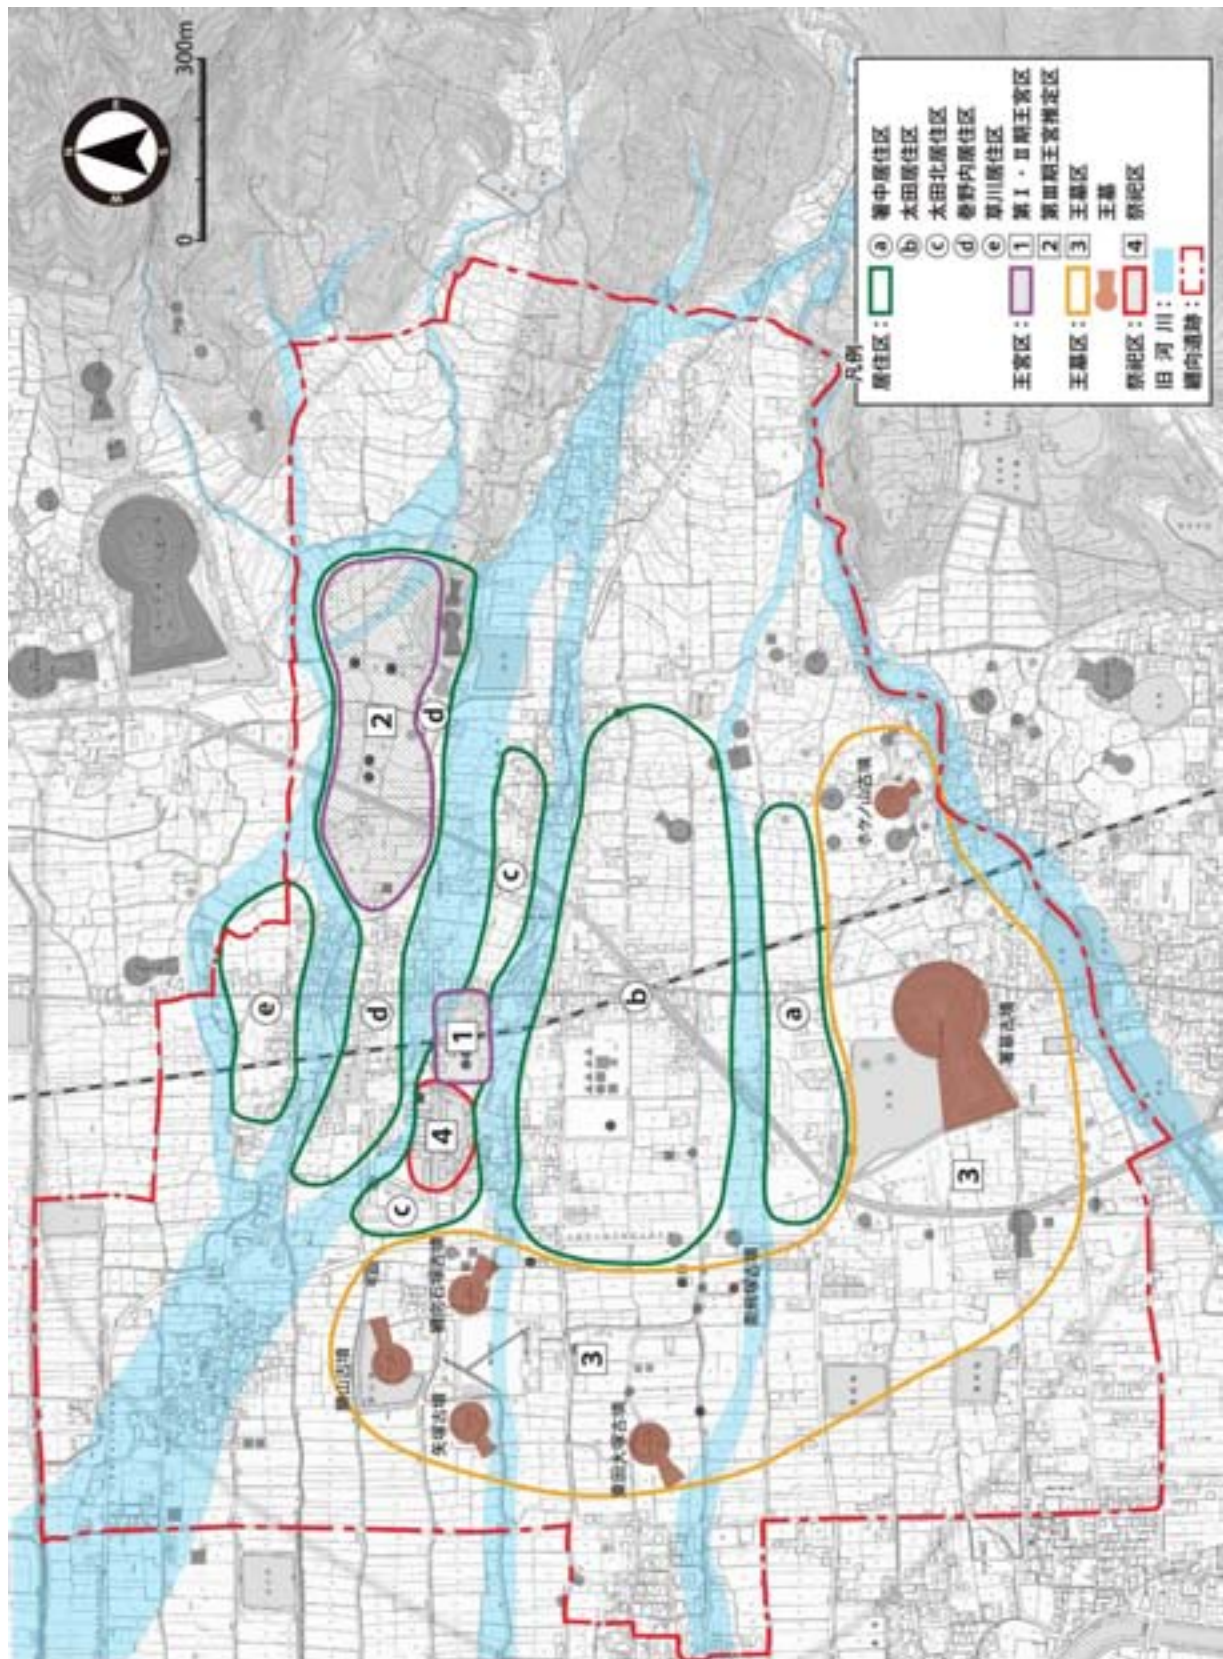 0 300m
凡例
居住区： ⓐ 箸中居住区
ⓑ 太田居住区
ⓒ 太田北居住区
ⓓ 巻野内居住区
ⓔ 草川居住区
王宮区： 1 第Ⅰ・Ⅱ期王宮区
2 第Ⅲ期王宮推定区
王墓区： 3 王墓区
王墓
祭祀区： 4 祭祀区
旧河川：
纏向遺跡：
e
d
d
2
c
c
1
4
b
a
3
3
勝山古墳
纒向石塚古墳
矢塚古墳
東田大塚古墳
ホケノ山古墳
箸墓古墳